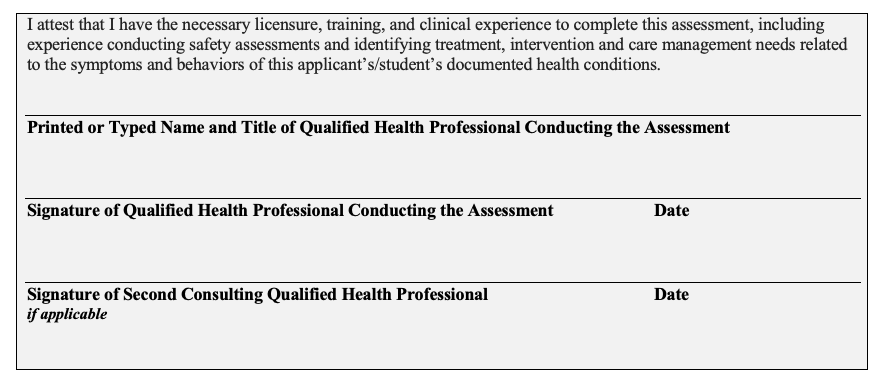 I attest that I have the necessary licensure, training, and clinical experience to complete this assessment, including
experience conducting safety assessments and identifying treatment, intervention and care management needs related
to the symptoms and behaviors of this applicant’s/student’s documented health conditions.
Printed or Typed Name and Title of Qualified Health Professional Conducting the Assessment
Signature of Qualified Health Professional Conducting the Assessment Date
Signature of Second Consulting Qualified Health Professional Date
if applicable